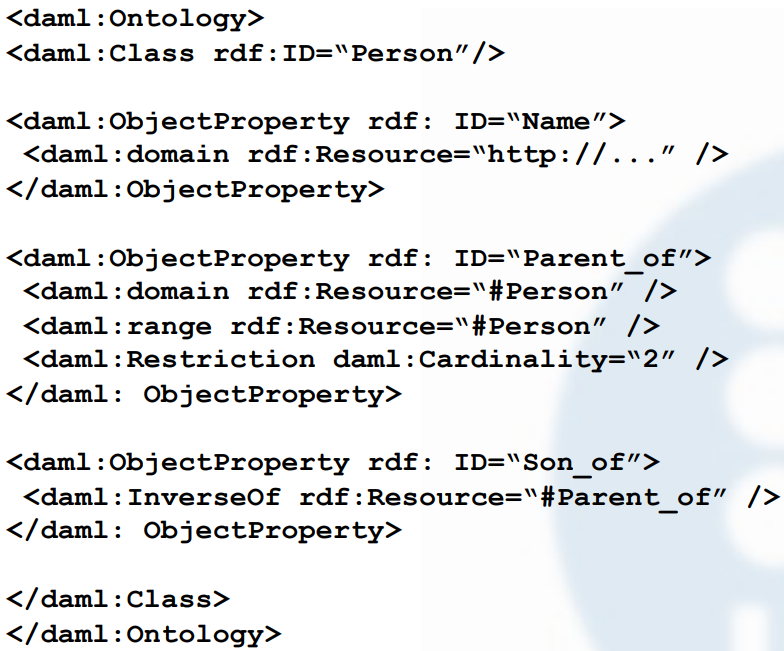 <daml:Ontology>
<daml:Class rdf:ID=“Person”/>
<daml:ObjectProperty rdf: ID=“Name”>
<daml:domain rdf:Resource=“http://...” />
</daml:ObjectProperty>
<daml:ObjectProperty rdf: ID=“Parent_of”>
<daml:domain rdf:Resource=“#Person” />
<daml:range rdf:Resource=“#Person” />
<daml:Restriction daml:Cardinality=“2” />
</daml: ObjectProperty>
<daml:ObjectProperty rdf: ID=“Son_of”>
<daml:InverseOf rdf:Resource=“#Parent_of” />
</daml: ObjectProperty>
</daml:Class>
</daml:Ontology>